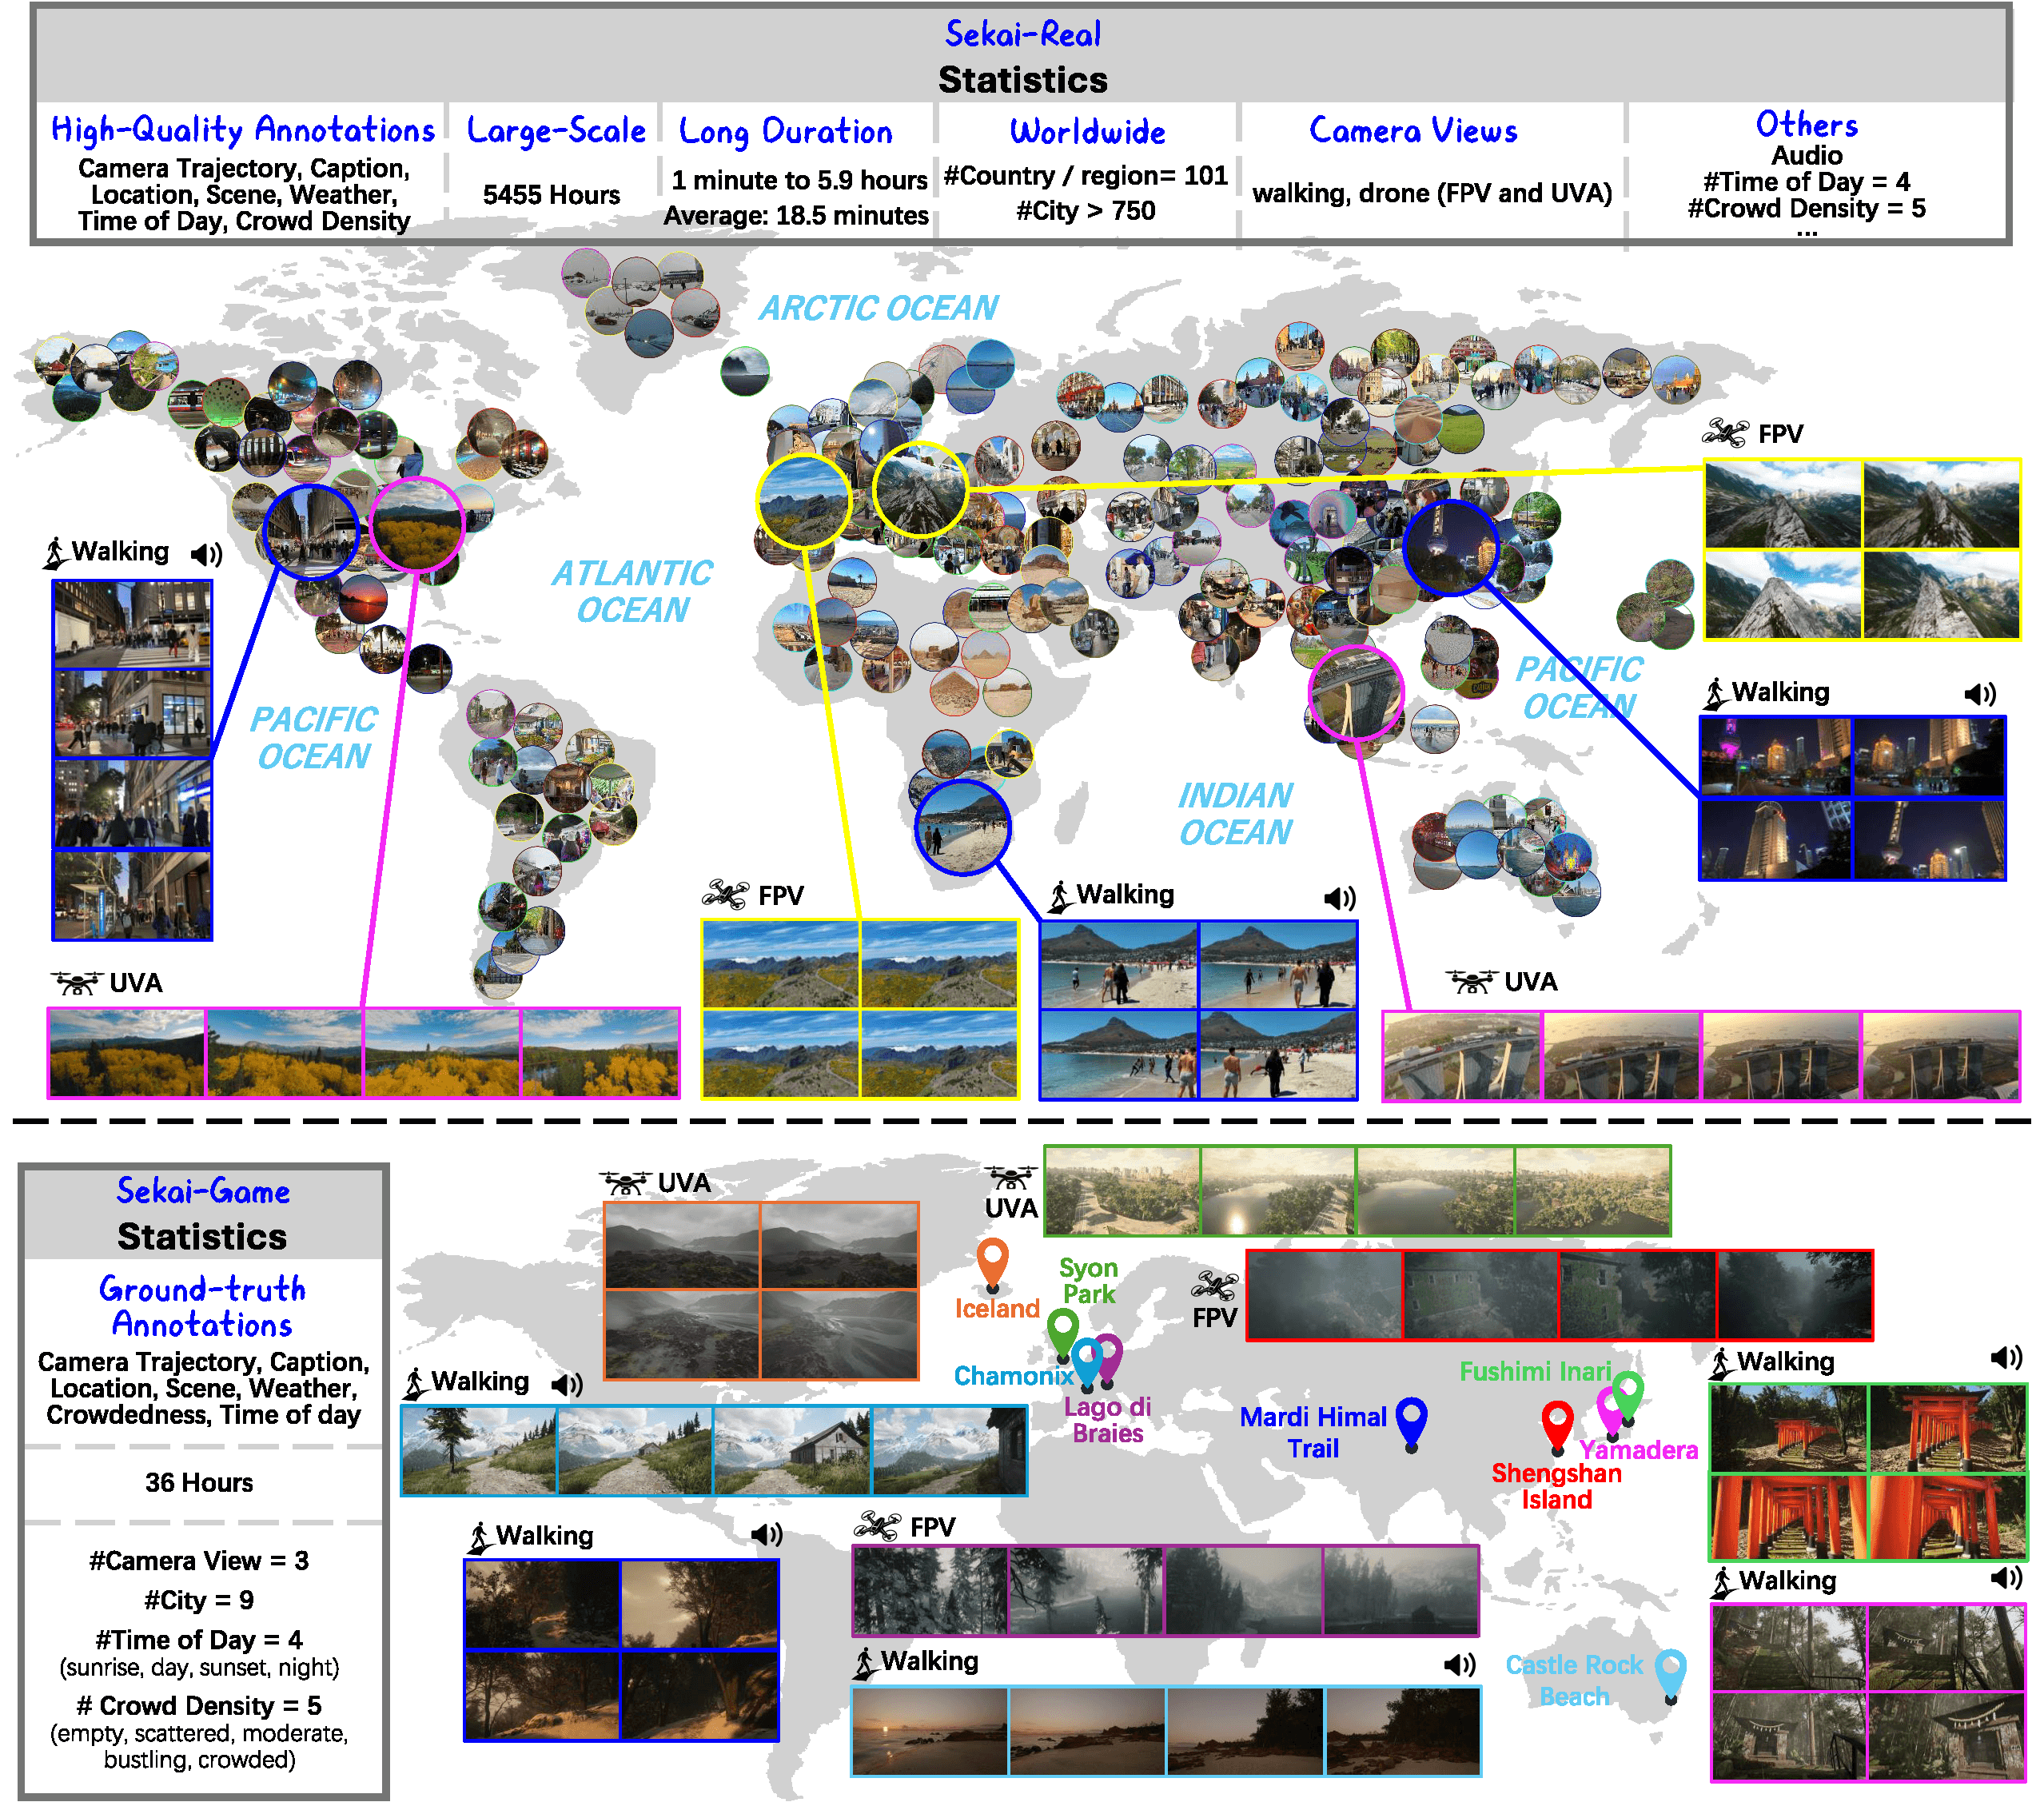 Sekai-Real
Statistics
High-Quality Annotations
Camera Trajectory, Caption,
Location, Scene, Weather,
Time of Day, Crowd Density
Large-Scale
5455 Hours
Long Duration
1 minute to 5.9 hours
Average: 18.5 minutes
Worldwide
#Country / region= 101
#City > 750
Camera Views
walking, drone (FPV and UVA)
Others
Audio
#Time of Day = 4
#Crowd Density = 5
...
ARCTIC OCEAN
FPV
Walking
ATLANTIC
OCEAN
PACIFIC
OCEAN
Walking
PACIFIC
OCEAN
INDIAN
OCEAN
FPV
Walking
UVA
UVA
Sekai-Game
Statistics
Ground-truth
Annotations
Camera Trajectory, Caption,
Location, Scene, Weather,
Crowdedness, Time of day
36 Hours
#Camera View = 3
#City = 9
#Time of Day = 4
(sunrise, day, sunset, night)
# Crowd Density = 5
(empty, scattered, moderate,
bustling, crowded)
UVA
UVA
Iceland
Syon
Park
FPV
Walking
Chamonix
Lago di
Braies
Mardi Himal
Trail
Fushimi Inari
Yamadera
Shengshan
Island
Walking
Walking
FPV
Walking
Walking
Castle Rock
Beach